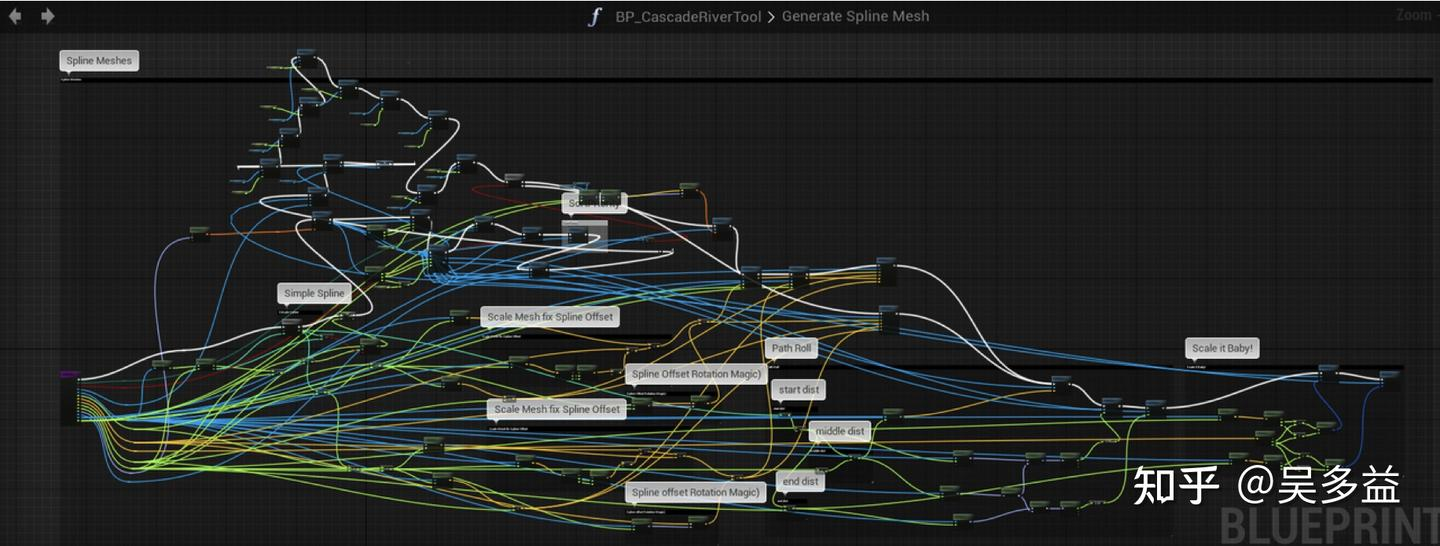 BP_CascadeRiverTool > Generate Spline Mesh
Zoom
Spline Meshes
Simple Spline
Scale Mesh fix Spline Offset
Path Roll
Scale it Baby!
Spline Offset Rotation Magic)
start dist
Scale Mesh fix Spline Offset
middle dist
end dist
Spline offset Rotation Magic)
知乎 @吴多益
BLUEPRINT